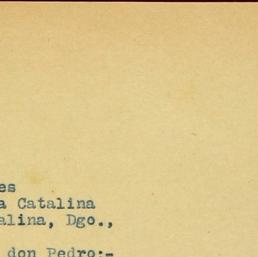 es
a Catalina
alina, Dgo.,
don Pedro:-